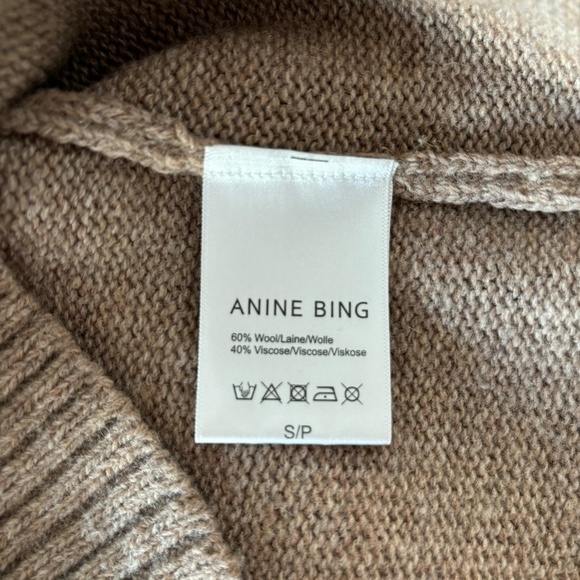 ANINE BING
60% Wool/Laine/Wolle
40% Viscose/Viscose/Viskose
S/P